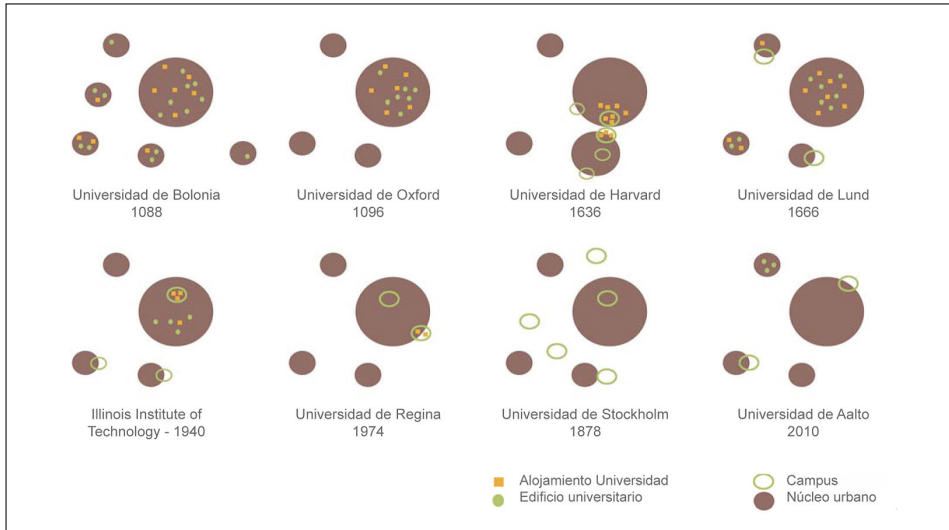 Universidad de Bolonia
1088
Universidad de Oxford
1096
Universidad de Harvard
1636
Universidad de Lund
1666
Illinois Institute of
Technology - 1940
Universidad de Regina
1974
Universidad de Stockholm
1878
Universidad de Aalto
2010
Alojamiento Universidad
Edificio universitario
Campus
Núcleo urbano